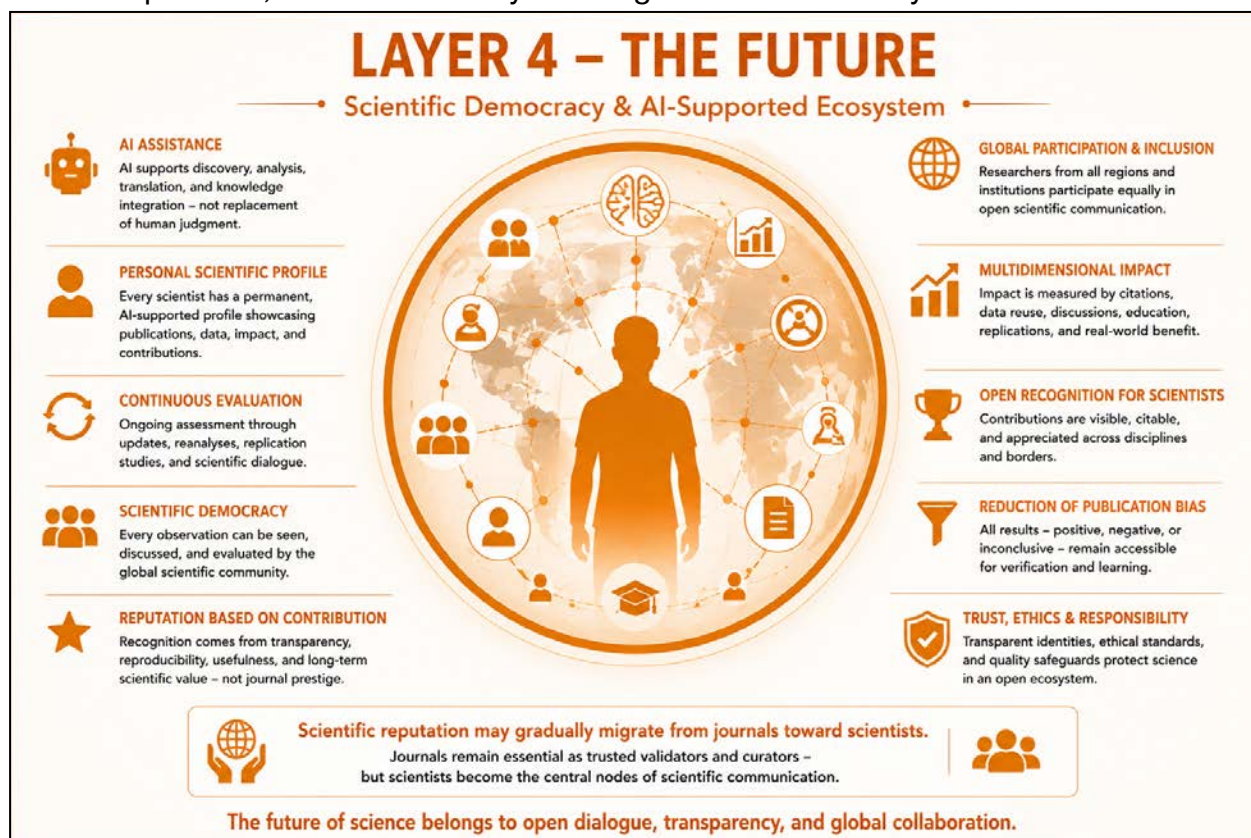 LAYER 4 – THE FUTURE
Scientific Democracy & AI-Supported Ecosystem
AI ASSISTANCE
AI supports discovery, analysis,
translation, and knowledge
integration – not replacement
of human judgment.
PERSONAL SCIENTIFIC PROFILE
Every scientist has a permanent,
AI-supported profile showcasing
publications, data, impact, and
contributions.
CONTINUOUS EVALUATION
Ongoing assessment through
updates, reanalyses, replication
studies, and scientific dialogue.
SCIENTIFIC DEMOCRACY
Every observation can be seen,
discussed, and evaluated by the
global scientific community.
REPUTATION BASED ON CONTRIBUTION
Recognition comes from transparency,
reproducibility, usefulness, and long-term
scientific value – not journal prestige.
GLOBAL PARTICIPATION & INCLUSION
Researchers from all regions and
institutions participate equally in
open scientific communication.
MULTIDIMENSIONAL IMPACT
Impact is measured by citations,
data reuse, discussions, education,
replications, and real-world benefit.
OPEN RECOGNITION FOR SCIENTISTS
Contributions are visible, citable,
and appreciated across disciplines
and borders.
REDUCTION OF PUBLICATION BIAS
All results – positive, negative, or
inconclusive – remain accessible
for verification and learning.
TRUST, ETHICS & RESPONSIBILITY
Transparent identities, ethical standards,
and quality safeguards protect science
in an open ecosystem.
Scientific reputation may gradually migrate from journals toward scientists.
Journals remain essential as trusted validators and curators –
but scientists become the central nodes of scientific communication.
The future of science belongs to open dialogue, transparency, and global collaboration.